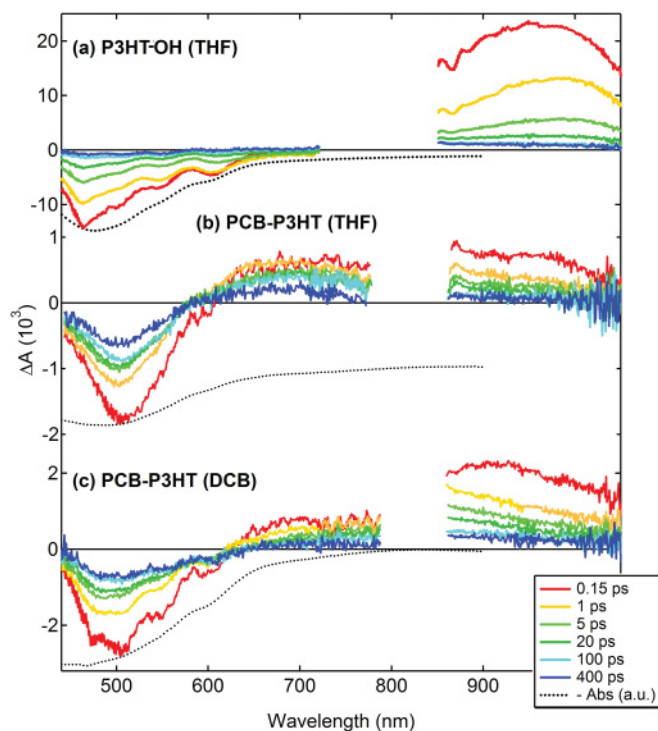 (a) P3HT-OH (THF)
20
10
0
-10
(b) PCB-P3HT (THF)
1
0
-1
-2
ΔA (10³)
(c) PCB-P3HT (DCB)
2
0
-2
0.15 ps
1 ps
5 ps
20 ps
100 ps
400 ps
- Abs (a.u.)
500 600 700 800 900
Wavelength (nm)